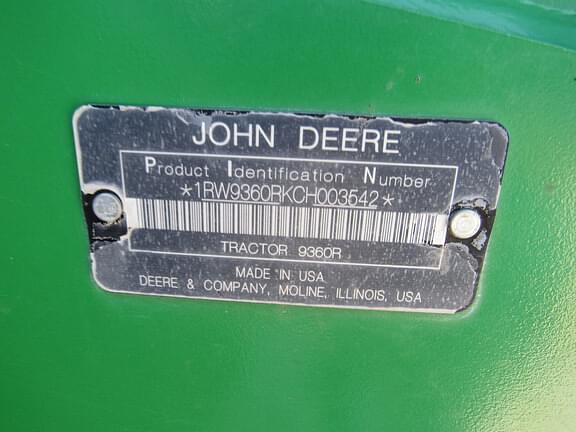 JOHN DEERE
Product Identification Number
*1RW9360RKCH003542*
TRACTOR 9360R
MADE IN USA
DEERE & COMPANY, MOLINE, ILLINOIS, USA